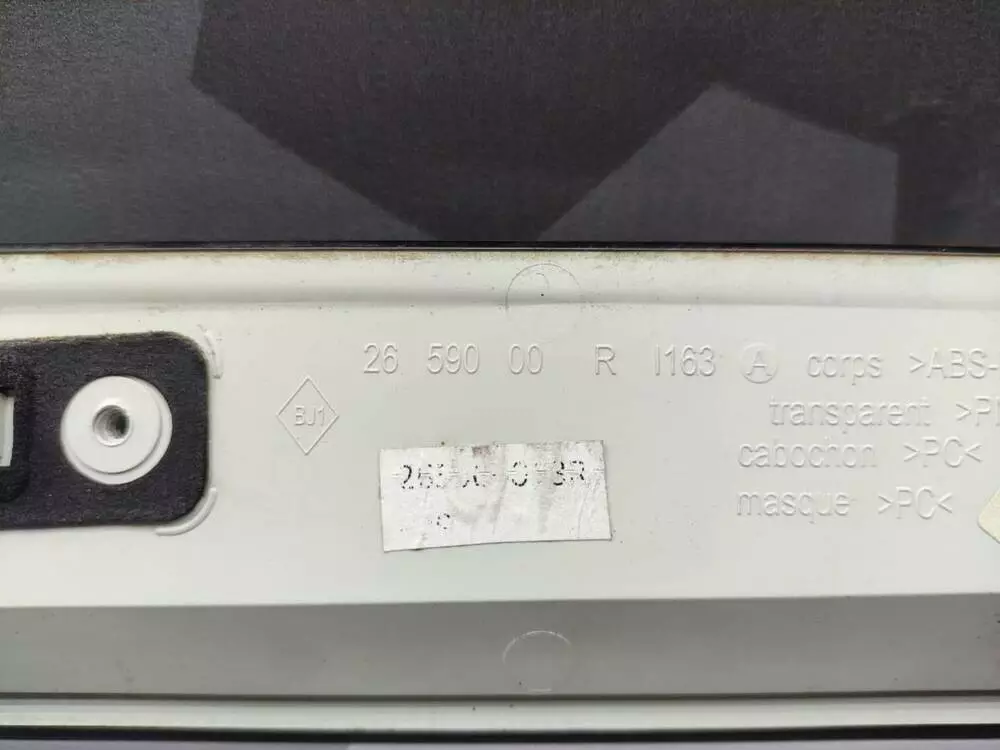 26 590 00 R I163 A corps >ABS-
BJ1
transparent >P
cabochon >PC<
masque >PC<